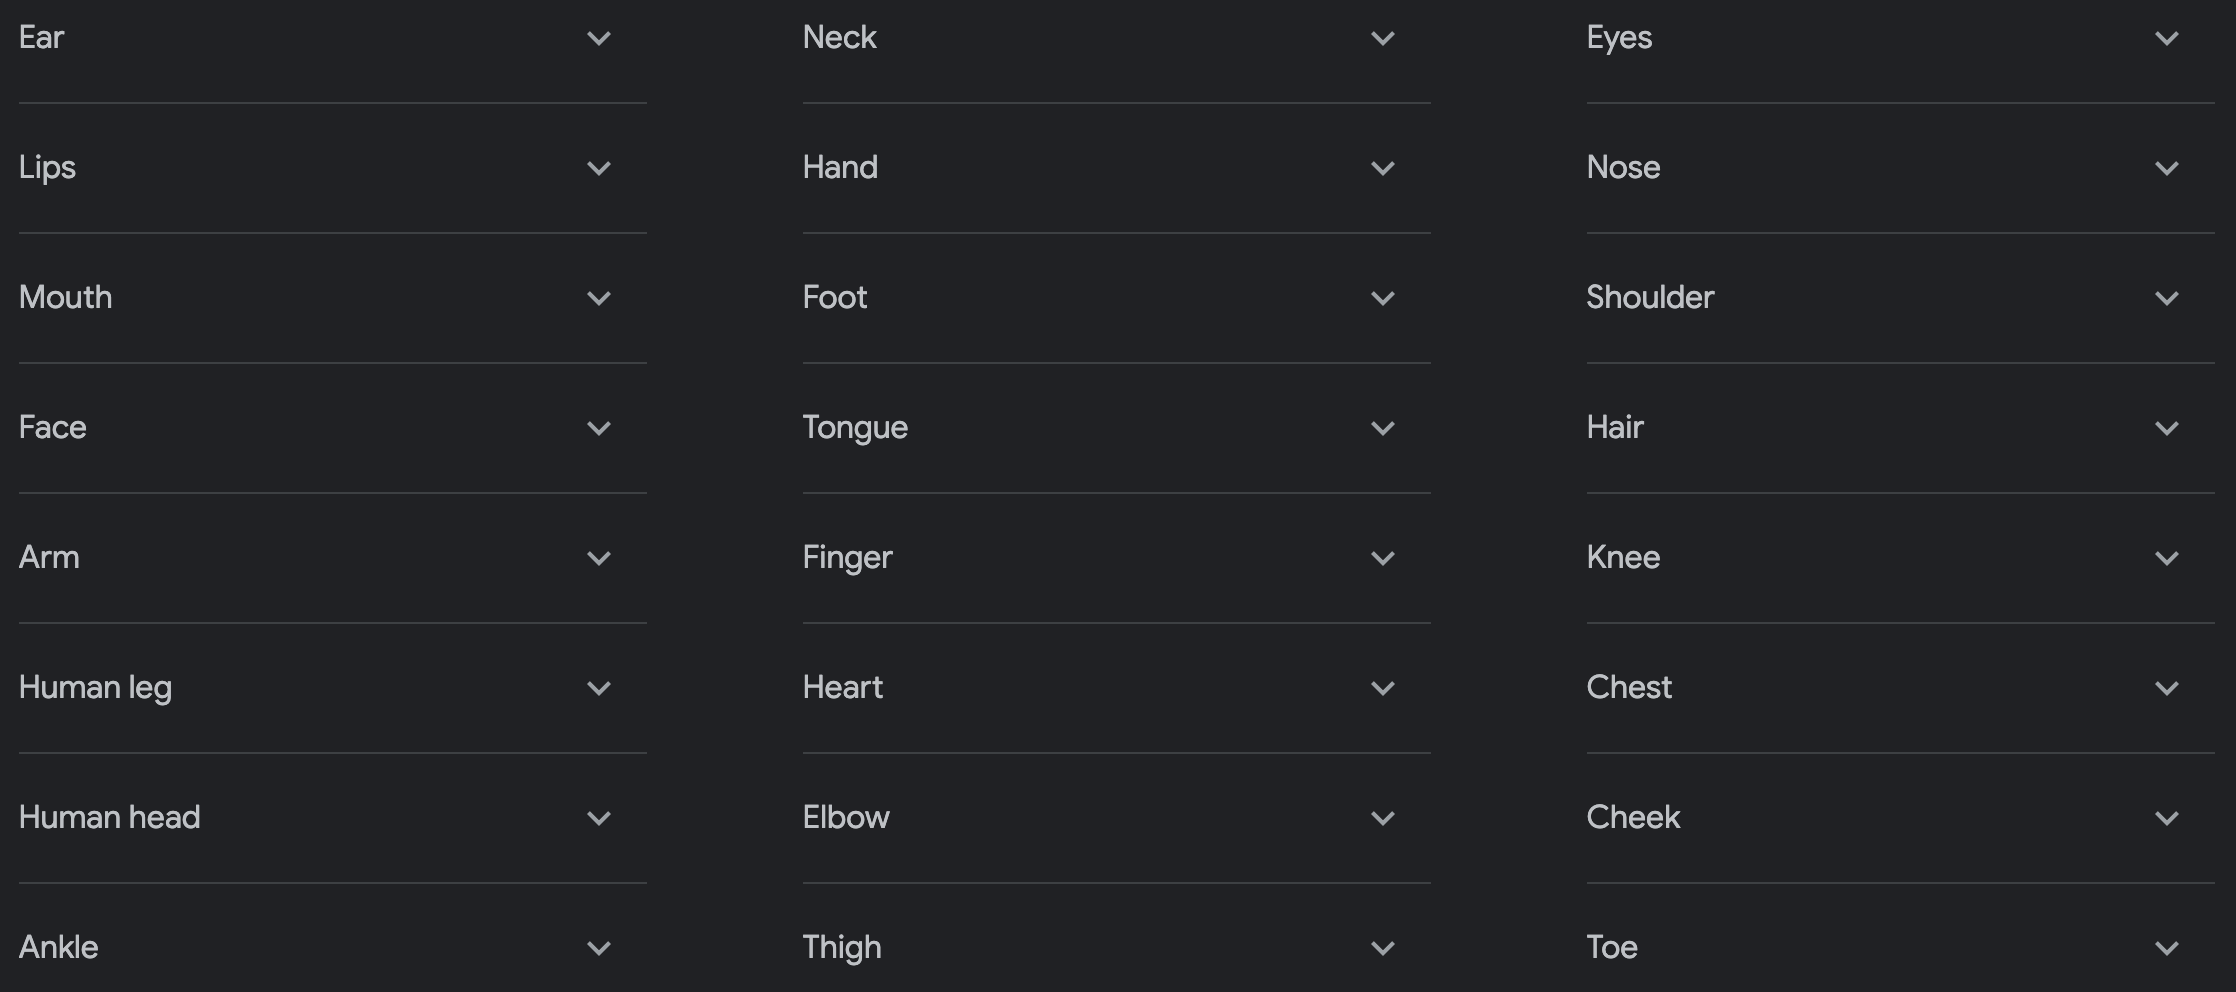 Ear
Neck
Eyes
Lips
Hand
Nose
Mouth
Foot
Shoulder
Face
Tongue
Hair
Arm
Finger
Knee
Human leg
Heart
Chest
Human head
Elbow
Cheek
Ankle
Thigh
Toe